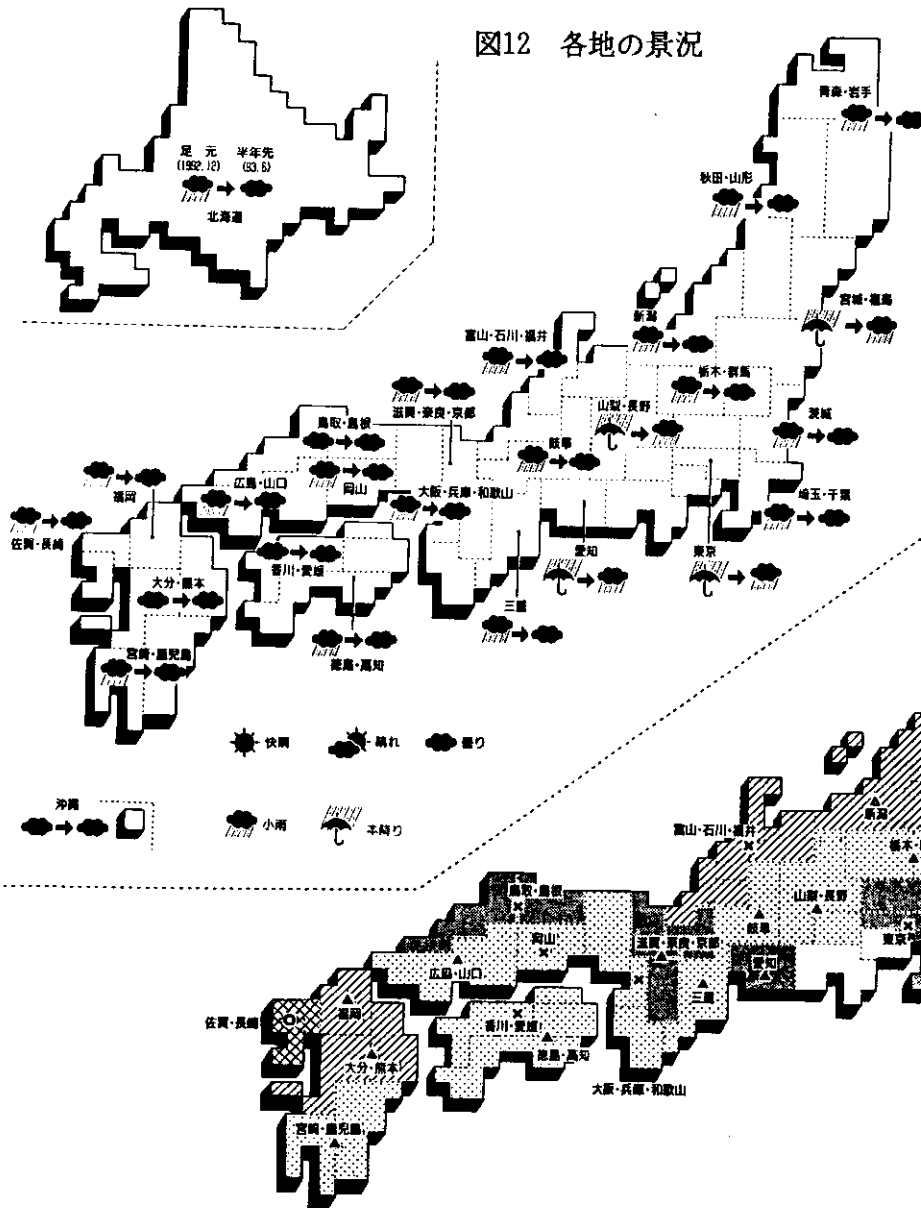 図12 各地の景況
青森・岩手
足元 半年先
(1992.12) (93.6)
北海道
秋田・山形
宮城・福島
新潟
富山・石川・福井
栃木・群馬
滋賀・奈良・京都
山梨・長野
茨城
鳥取・島根
岐阜
福岡
広島・山口
岡山
大阪・兵庫・和歌山
埼玉・千葉
佐賀・長崎
香川・愛媛
愛知
東京
大分・熊本
三重
徳島・高知
宮崎・鹿児島
快晴
晴れ
曇り
沖縄
小雨
本降り
新潟
富山・石川・福井
栃木・
鳥取・島根
山梨・長野
岐阜
岡山
滋賀・奈良・京都
東京
広島・山口
愛知
三重
福岡
佐賀・長崎
香川・愛媛
徳島・高知
大分・熊本
大阪・兵庫・和歌山
宮崎・鹿児島